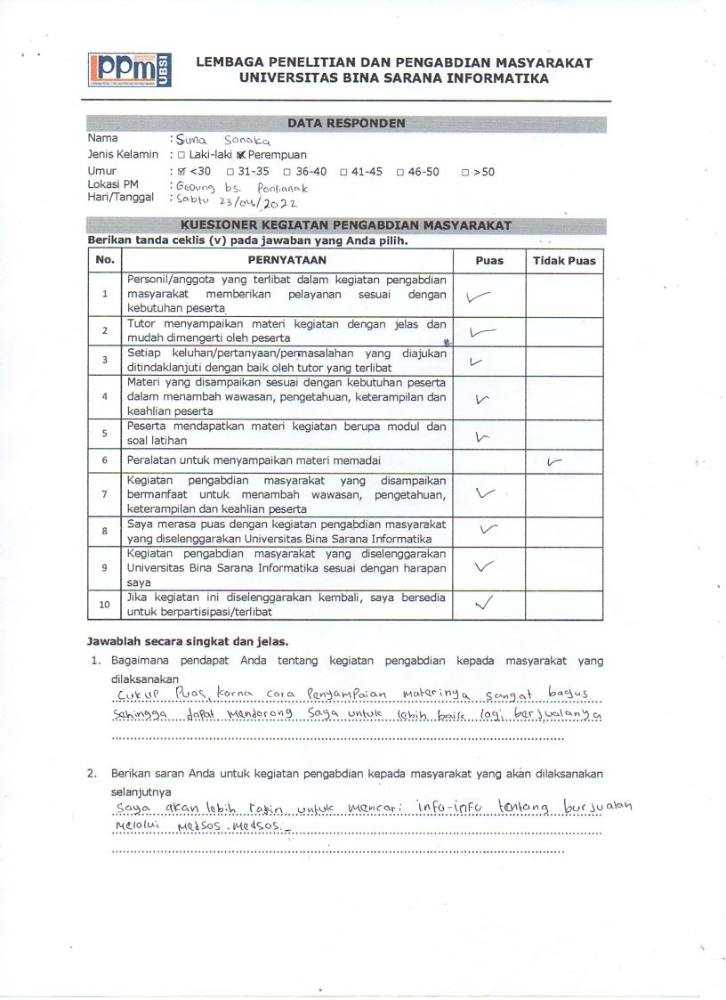 lppm UBSI
LEMBAGA PENELITIAN DAN PENGABDIAN MASYARAKAT
UNIVERSITAS BINA SARANA INFORMATIKA
DATA RESPONDEN
Nama : Suna Sanaka
Jenis Kelamin : □ Laki-laki ☑ Perempuan
Umur : ☑ <30 □ 31-35 □ 36-40 □ 41-45 □ 46-50 □ >50
Lokasi PM : Gedung bsi Pontianak
Hari/Tanggal : Sabtu 23/04/2022
KUESIONER KEGIATAN PENGABDIAN MASYARAKAT
Berikan tanda ceklis (v) pada jawaban yang Anda pilih.
No. PERNYATAAN Puas Tidak Puas
1 Personil/anggota yang terlibat dalam kegiatan pengabdian
masyarakat memberikan pelayanan sesuai dengan ✓
kebutuhan peserta
2 Tutor menyampaikan materi kegiatan dengan jelas dan ✓
mudah dimengerti oleh peserta
3 Setiap keluhan/pertanyaan/permasalahan yang diajukan ✓
ditindaklanjuti dengan baik oleh tutor yang terlibat
4 Materi yang disampaikan sesuai dengan kebutuhan peserta
dalam menambah wawasan, pengetahuan, keterampilan dan ✓
keahlian peserta
5 Peserta mendapatkan materi kegiatan berupa modul dan ✓
soal latihan
6 Peralatan untuk menyampaikan materi memadai ✓
7 Kegiatan pengabdian masyarakat yang disampaikan
bermanfaat untuk menambah wawasan, pengetahuan, ✓
keterampilan dan keahlian peserta
8 Saya merasa puas dengan kegiatan pengabdian masyarakat ✓
yang diselenggarakan Universitas Bina Sarana Informatika
9 Kegiatan pengabdian masyarakat yang diselenggarakan
Universitas Bina Sarana Informatika sesuai dengan harapan ✓
saya
10 Jika kegiatan ini diselenggarakan kembali, saya bersedia ✓
untuk berpartisipasi/terlibat
Jawablah secara singkat dan jelas.
1. Bagaimana pendapat Anda tentang kegiatan pengabdian kepada masyarakat yang
dilaksanakan
Cukup Puas, karna cara Penyampaian materinya sangat bagus
sehingga dapat mendorong saya untuk lebih baik lagi berjualanya
2. Berikan saran Anda untuk kegiatan pengabdian kepada masyarakat yang akan dilaksanakan
selanjutnya
Saya akan lebih rajin untuk mencari info-info tentang burjualan
melalui medsos-medsos.